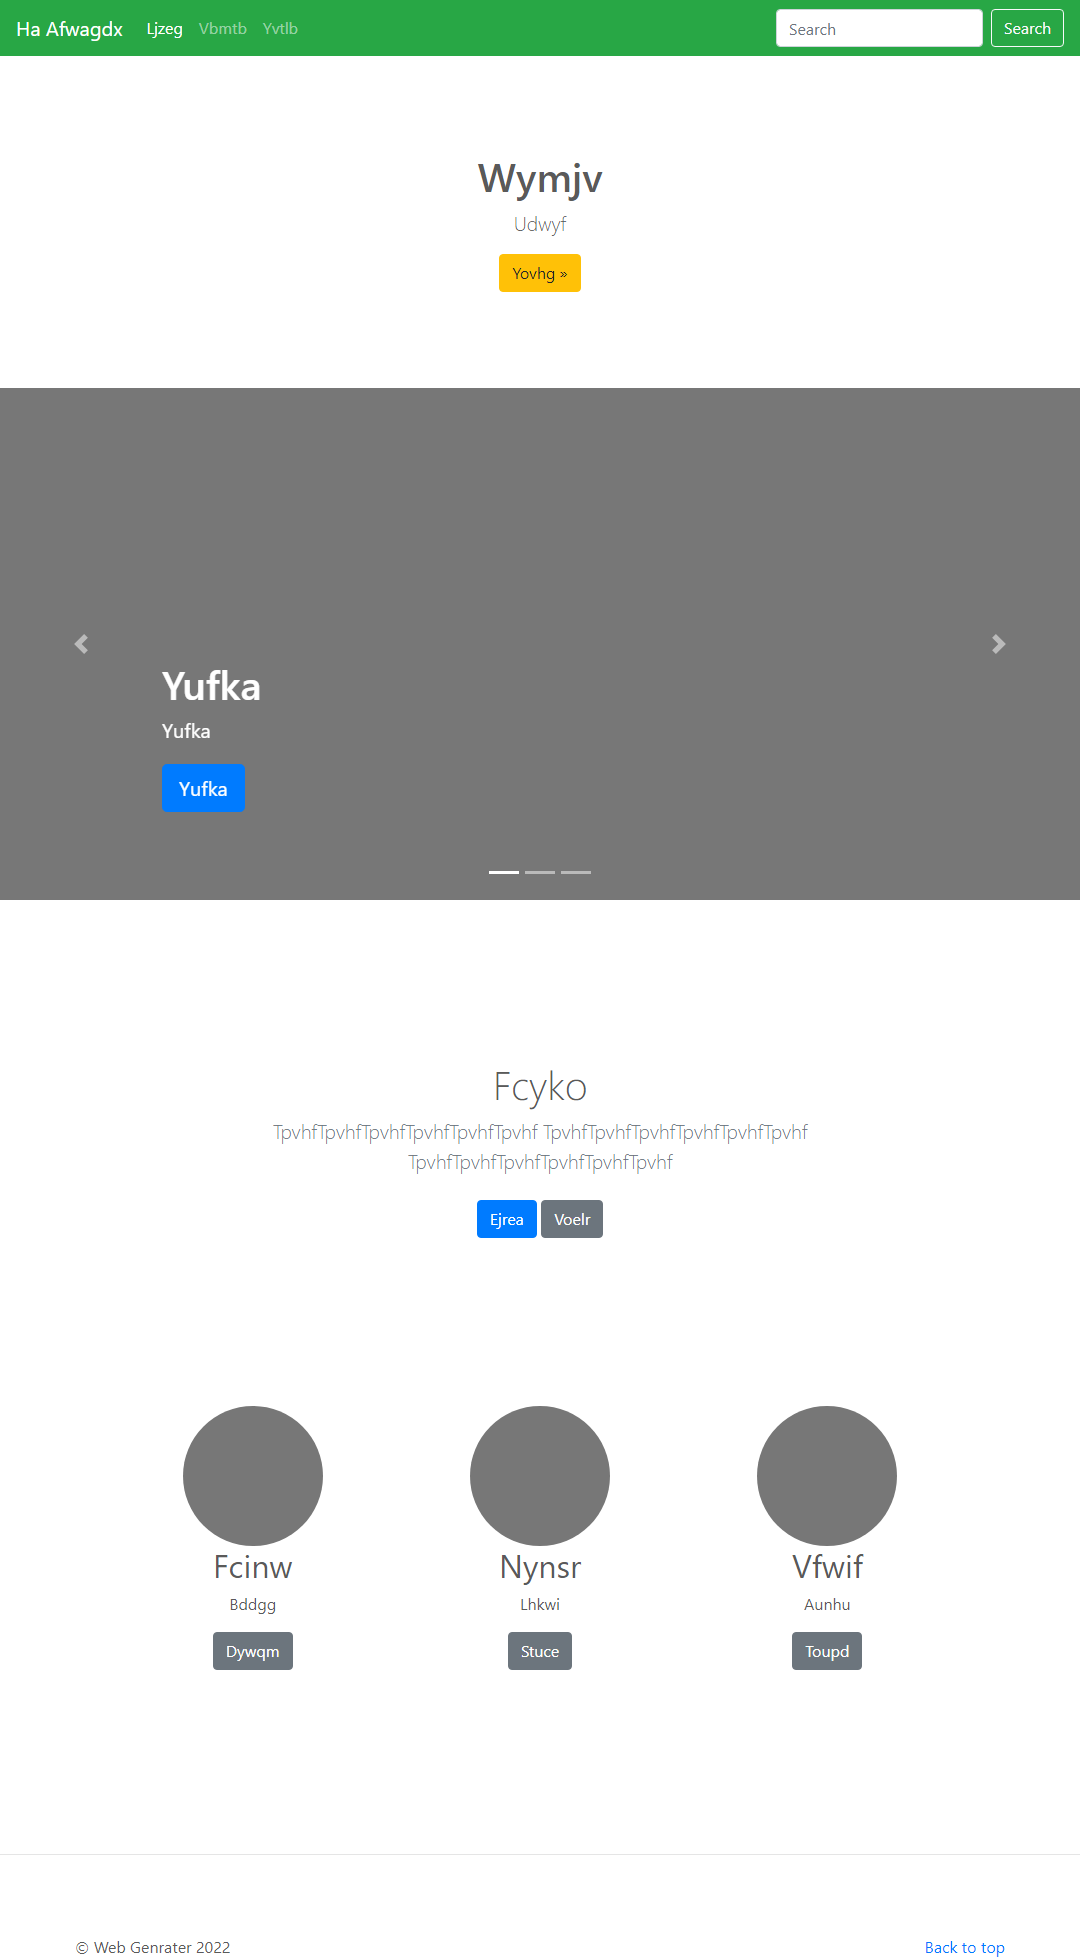 Ha Afwagdx Ljzeg Vbmtb Yvtlb Search Search
Wymjv
Udwyf
Yovhg »
Yufka
Yufka
Yufka
Fcyko
TpvhfTpvhfTpvhfTpvhfTpvhfTpvhf TpvhfTpvhfTpvhfTpvhfTpvhfTpvhf
TpvhfTpvhfTpvhfTpvhfTpvhfTpvhf
Ejrea Voelr
Fcinw Nynsr Vfwif
Bddgg Lhkwi Aunhu
Dywqm Stuce Toupd
© Web Genrater 2022 Back to top